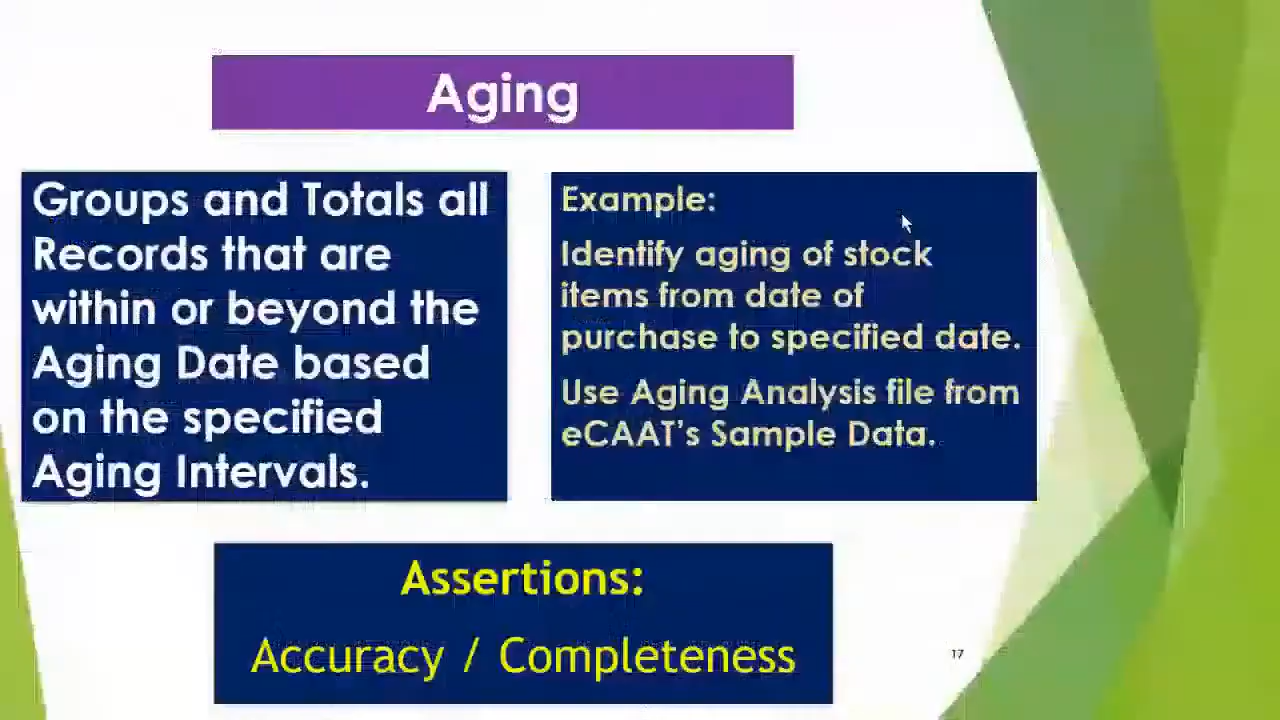 Aging
Groups and Totals all
Records that are
within or beyond the
Aging Date based
on the specified
Aging Intervals.
Example:
Identify aging of stock
items from date of
purchase to specified date.
Use Aging Analysis file from
eCAAT’s Sample Data.
Assertions:
Accuracy / Completeness
17